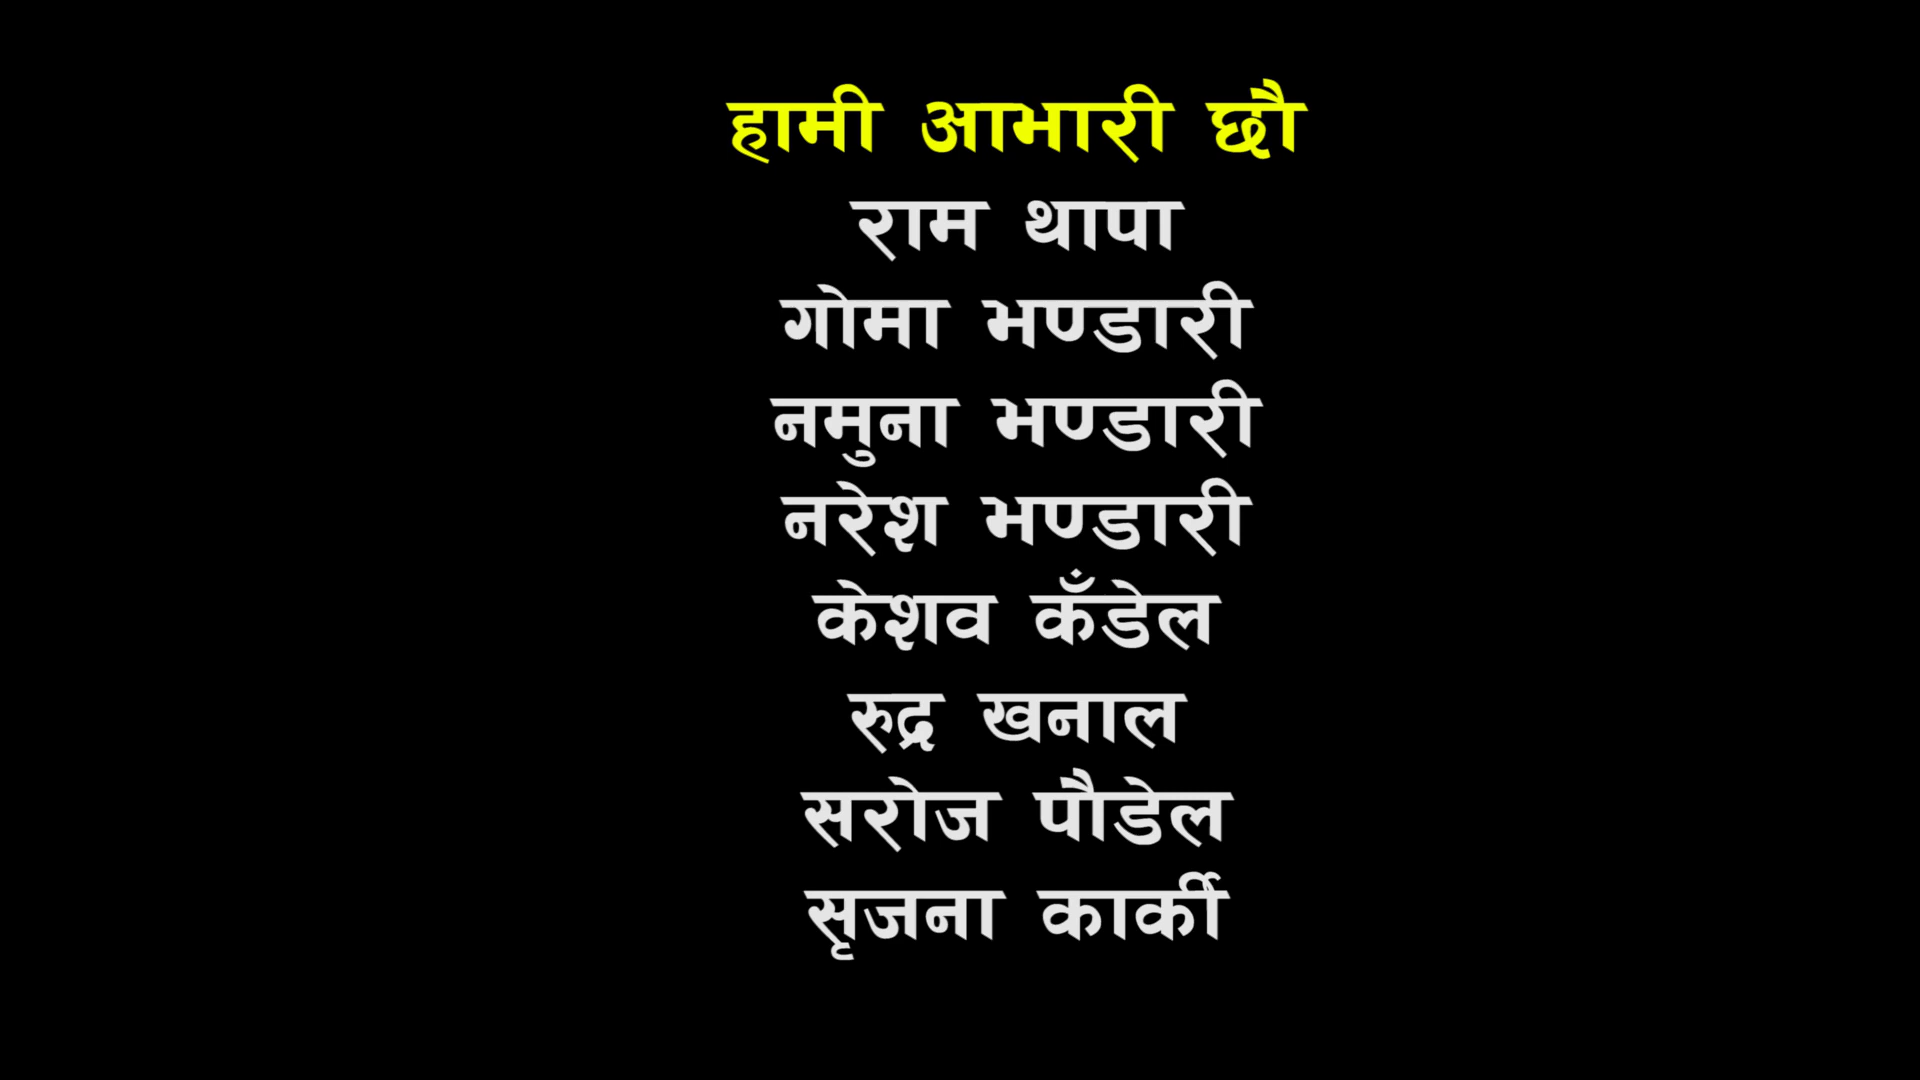 हामी आभारी छौ
राम थापा
गोमा भण्डारी
नमुना भण्डारी
नरेश भण्डारी
केशव कँडेल
रुद्र खनाल
सरोज पौडेल
सृजना कार्की